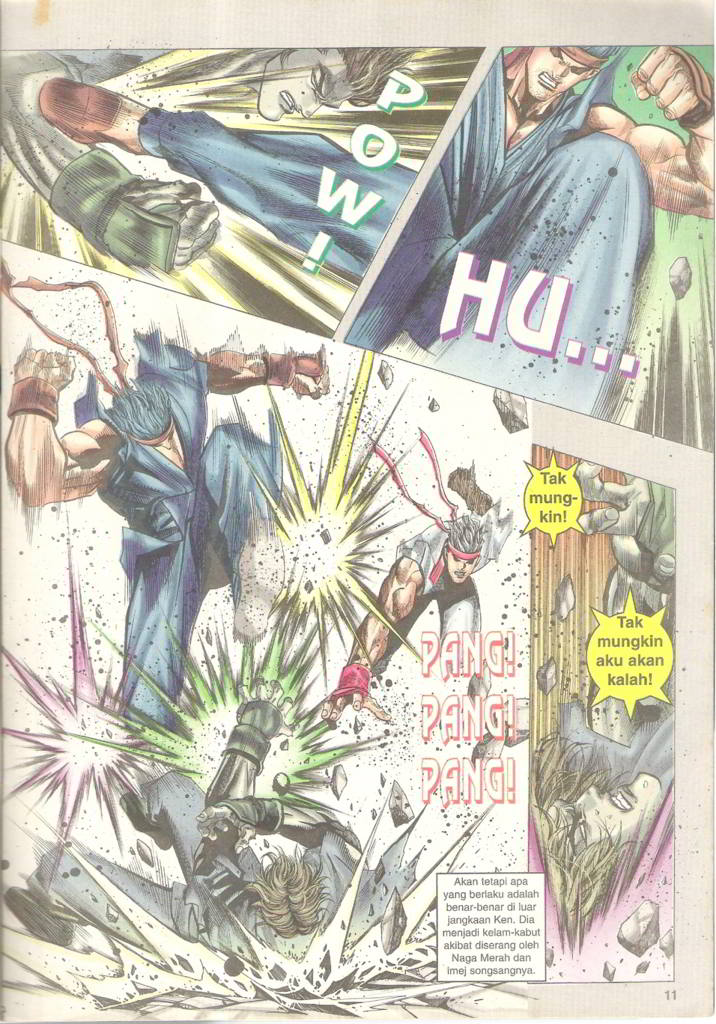 POW!
HU...
Tak
mung-
kin!
Tak
mungkin
aku akan
kalah!
PANG!
PANG!
PANG!
Akan tetapi apa
yang berlaku adalah
benar-benar di luar
jangkaan Ken. Dia
menjadi kelam-kabut
akibat diserang oleh
Naga Merah dan
imej songsangnya.
11